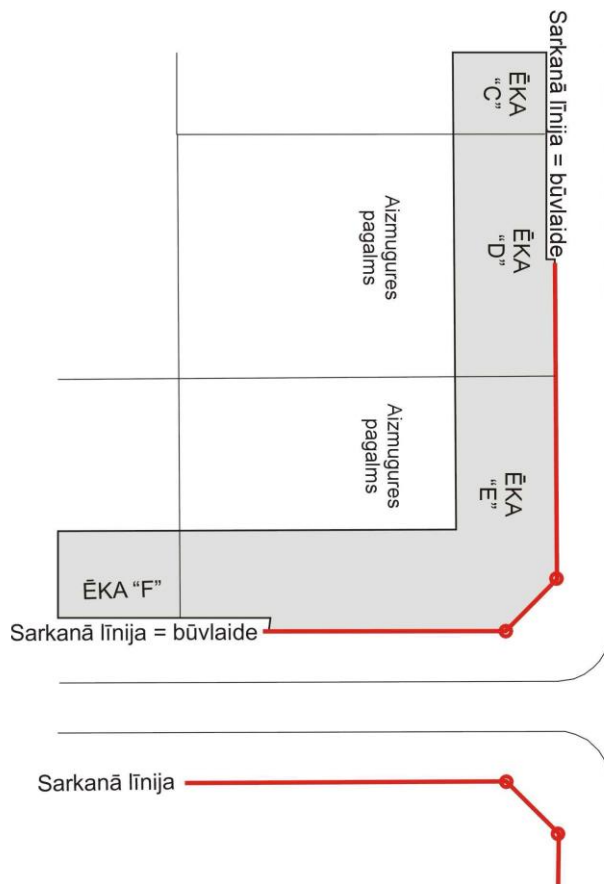 Sarkanā līnija = būvlaide
ĒKA
“C”
ĒKA
“D”
Aizmugures
pagalms
ĒKA
“E”
Aizmugures
pagalms
ĒKA “F”
Sarkanā līnija = būvlaide
Sarkanā līnija